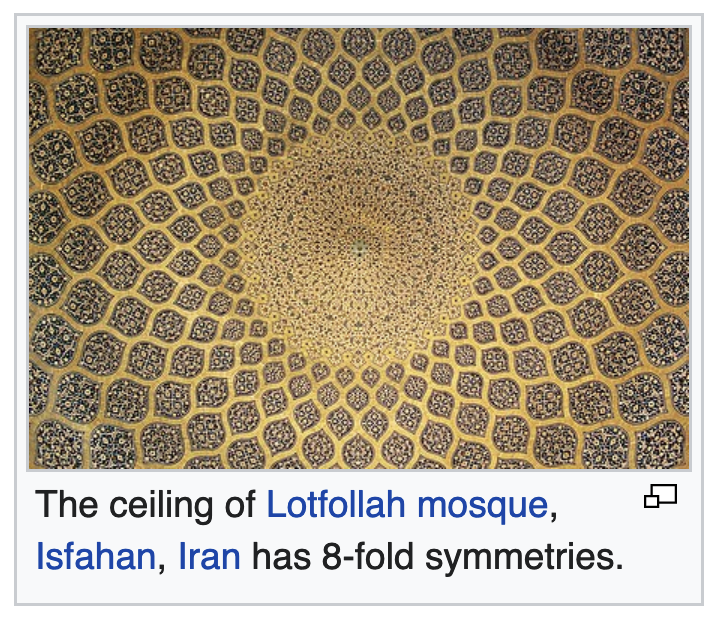 The ceiling of Lotfollah mosque,
Isfahan, Iran has 8-fold symmetries.